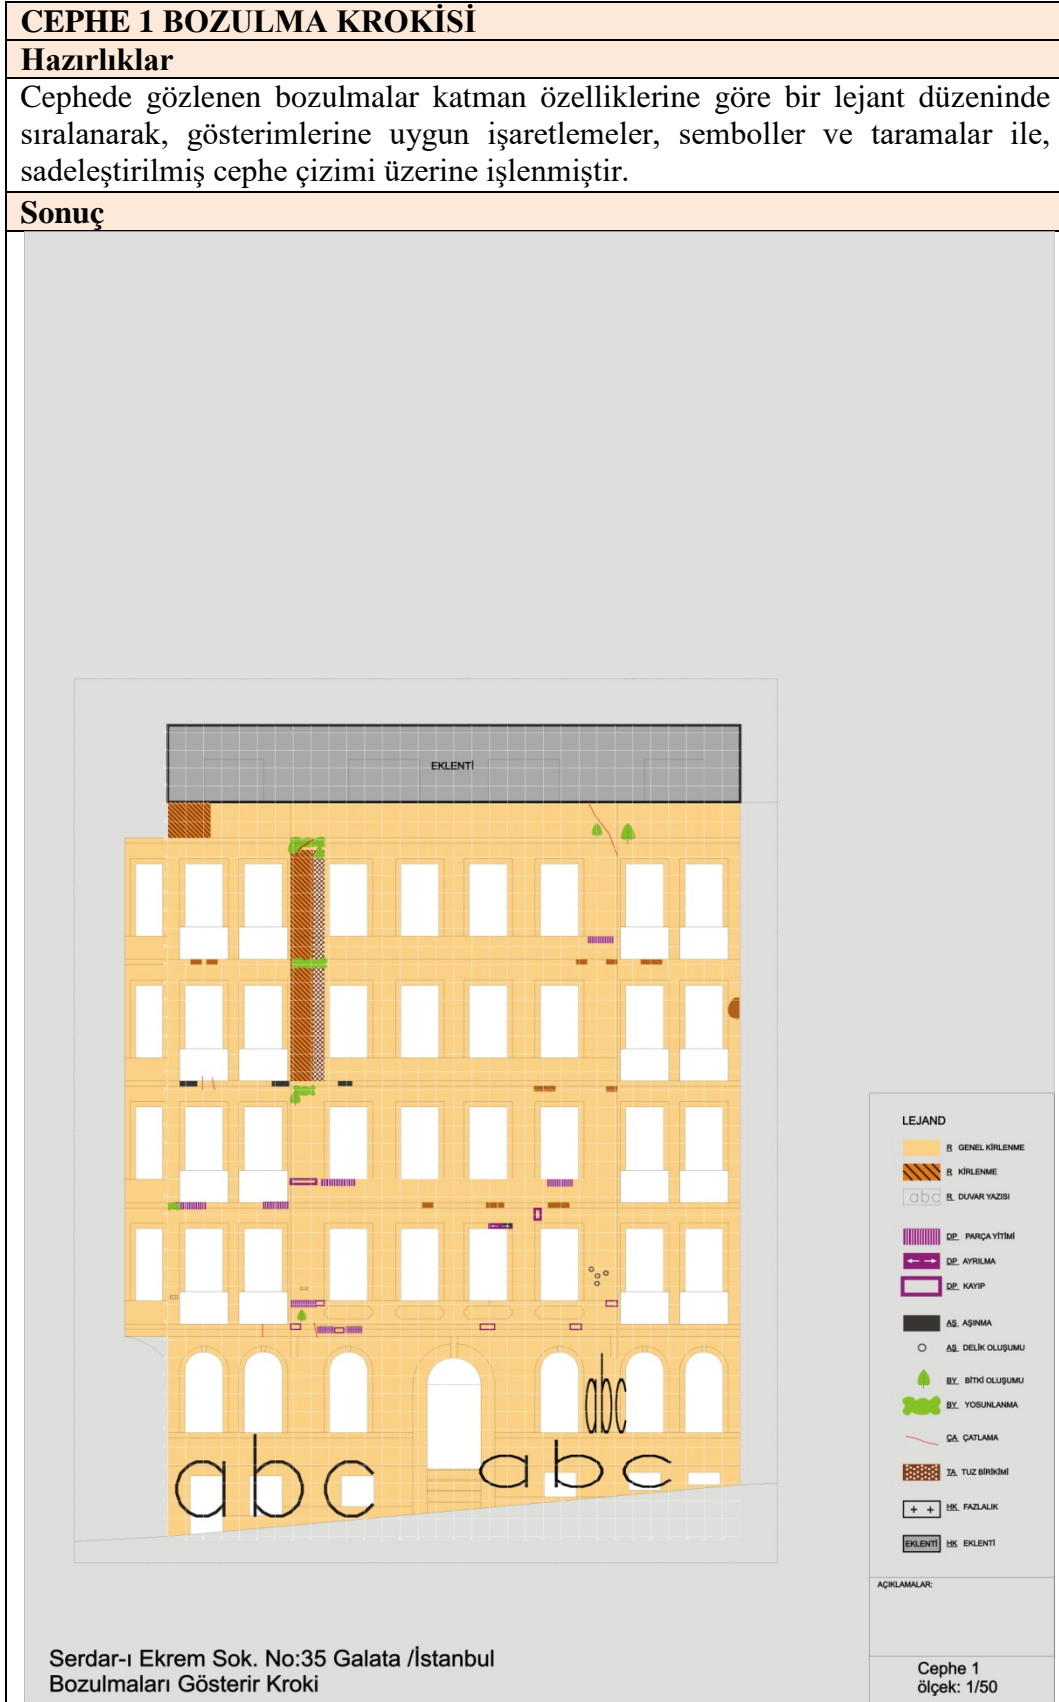 CEPHE 1 BOZULMA KROKİSİ
Hazırlıklar
Cephede gözlenen bozulmalar katman özelliklerine göre bir lejant düzeninde
sıralanarak, gösterimlerine uygun işaretlemeler, semboller ve taramalar ile,
sadeleştirilmiş cephe çizimi üzerine işlenmiştir.
Sonuç
EKLENTİ
abc
abc
abc
LEJAND
R GENEL KİRLENME
R KİRLENME
abc R DUVAR YAZISI
DP PARÇA YİTİMİ
DP AYRILMA
DP KAYIP
AŞ AŞINMA
AŞ DELİK OLUŞUMU
BY BİTKİ OLUŞUMU
BY YOSUNLANMA
ÇA ÇATLAMA
TA TUZ BİRİKİMİ
+ + HK FAZLALIK
EKLENTİ HK EKLENTİ
AÇIKLAMALAR:
Serdar-ı Ekrem Sok. No:35 Galata /İstanbul
Bozulmaları Gösterir Kroki
Cephe 1
ölçek: 1/50